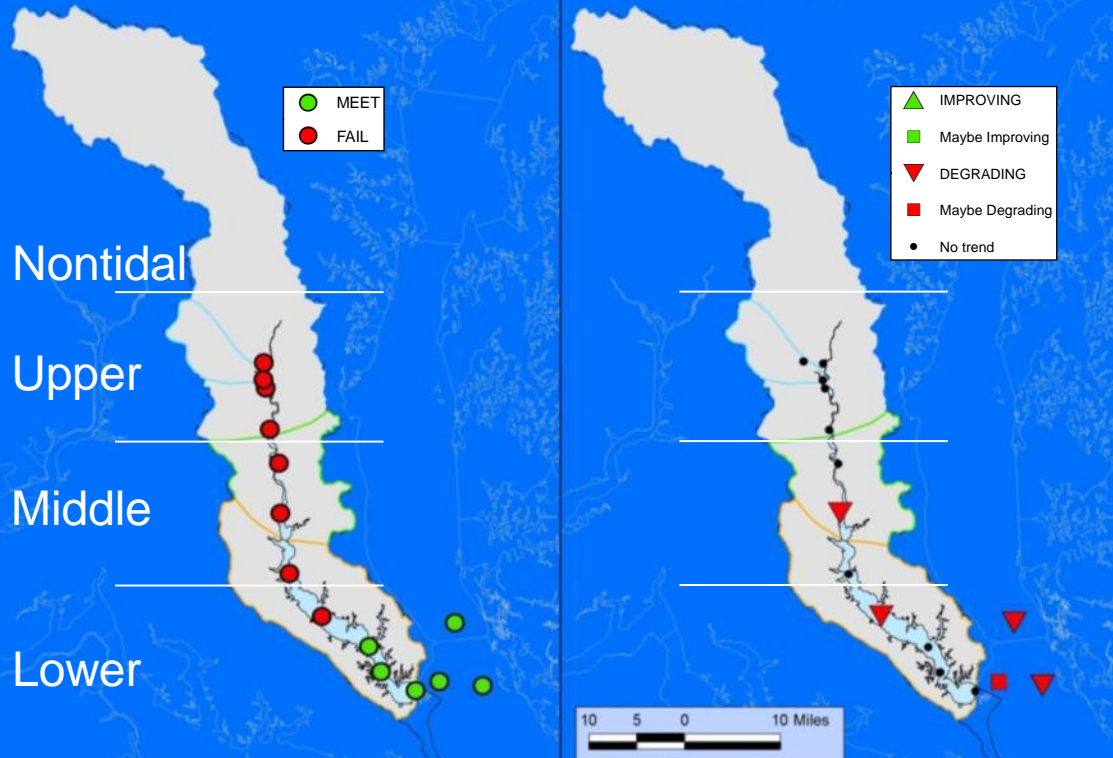 MEET
FAIL
Nontidal
Upper
Middle
Lower
IMPROVING
Maybe Improving
DEGRADING
Maybe Degrading
No trend
10 5 0 10 Miles